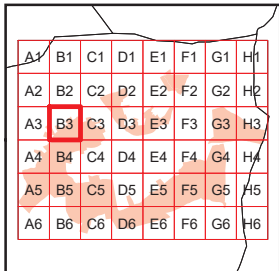 A1 B1 C1 D1 E1 F1 G1 H1
A2 B2 C2 D2 E2 F2 G2 H2
A3 B3 C3 D3 E3 F3 G3 H3
A4 B4 C4 D4 E4 F4 G4 H4
A5 B5 C5 D5 E5 F5 G5 H5
A6 B6 C6 D6 E6 F6 G6 H6